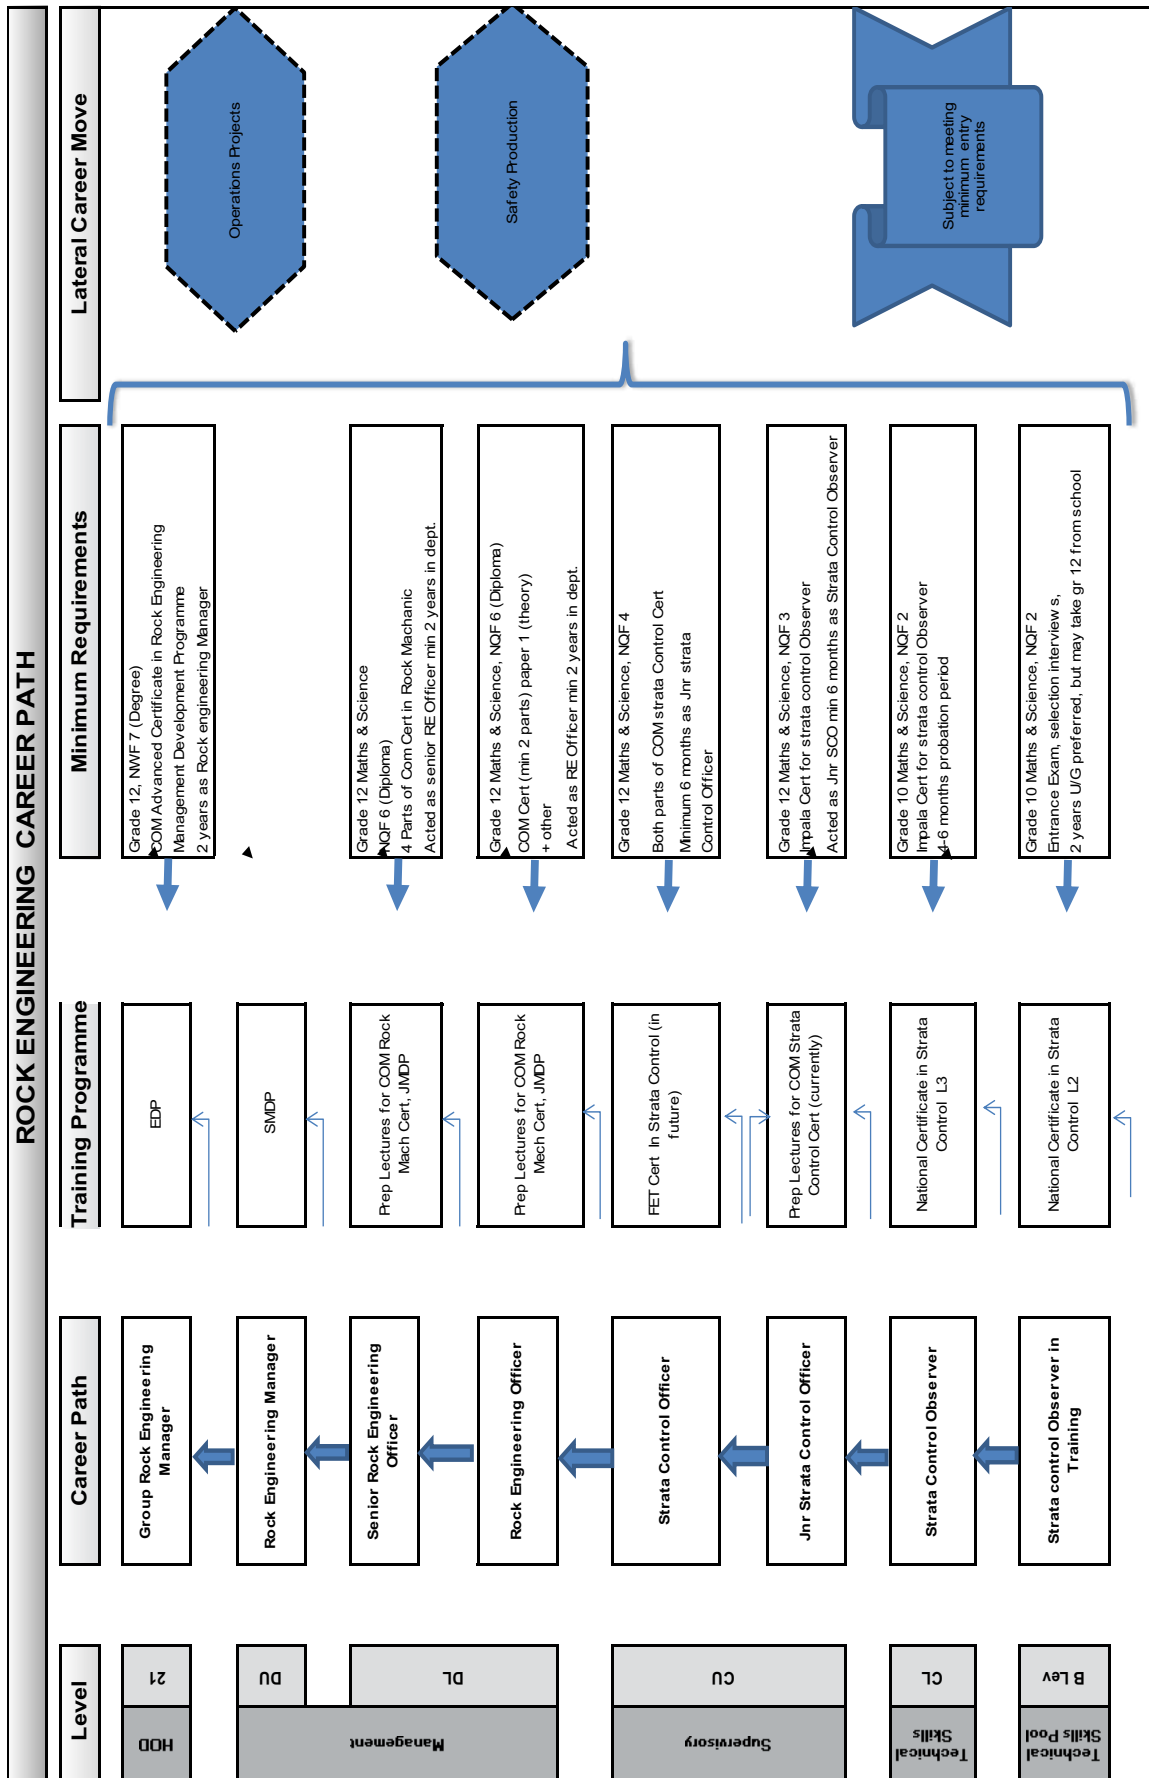 ROCK ENGINEERING CAREER PATH
Level
Career Path
Training Programme
Minimum Requirements
Lateral Career Move
HOD
21
Group Rock Engineering
Manager
EDP
Grade 12, NWF 7 (Degree)
COM Advanced Certificate in Rock Engineering
Management Development Programme
2 years as Rock engineering Manager
Management
DU
Rock Engineering Manager
SMDP
DL
Senior Rock Engineering
Officer
Prep Lectures for COM Rock
Mach Cert, JMDP
Grade 12 Maths & Science
NQF 6 (Diploma)
4 Parts of Com Cert in Rock Machanic
Acted as senior RE Officer min 2 years in dept.
Rock Engineering Officer
Prep Lectures for COM Rock
Mech Cert, JMDP
Grade 12 Maths & Science, NQF 6 (Diploma)
COM Cert (min 2 parts) paper 1 (theory)
+ other
Acted as RE Officer min 2 years in dept.
Supervisory
CU
Strata Control Officer
FET Cert In Strata Control (in
future)
Grade 12 Maths & Science, NQF 4
Both parts of COM strata Control Cert
Minimum 6 months as Jnr strata
Control Officer
Jnr Strata Control Officer
Prep Lectures for COM Strata
Control Cert (currently)
Grade 12 Maths & Science, NQF 3
Impala Cert for strata control Observer
Acted as Jnr SCO min 6 months as Strata Control Observer
Technical
Skills
CL
Strata Control Observer
National Certificate in Strata
Control L3
Grade 10 Maths & Science, NQF 2
Impala Cert for strata control Observer
4-6 months probation period
Technical
Skills Pool
B Lev
Strata control Observer in
Training
National Certificate in Strata
Control L2
Grade 10 Maths & Science, NQF 2
Entrance Exam, selection interviews,
2 years U/G preferred, but may take gr 12 from school
Operations Projects
Safety Production
Subject to meeting
minimum entry
requirements